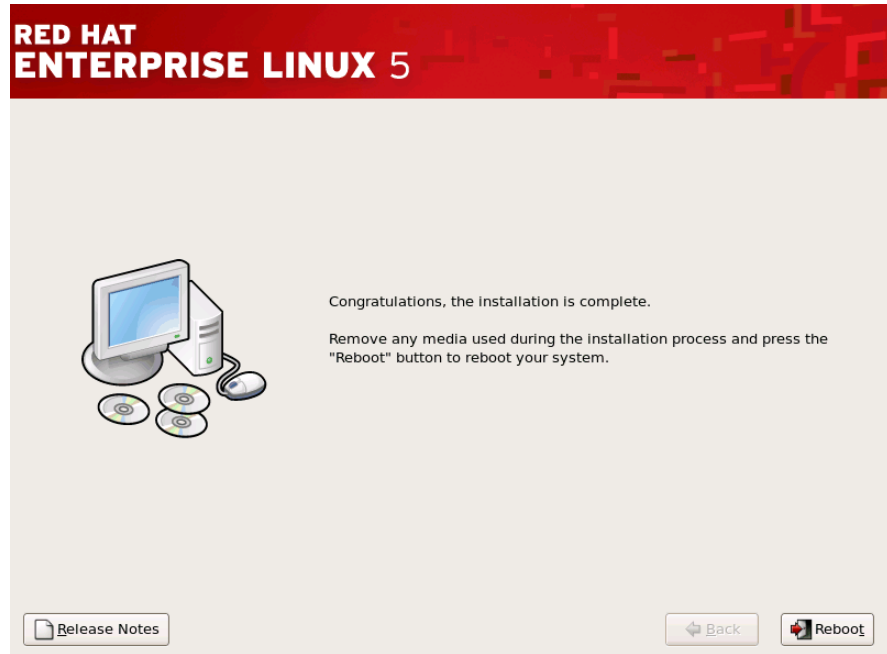 RED HAT
ENTERPRISE LINUX 5
Congratulations, the installation is complete.
Remove any media used during the installation process and press the
"Reboot" button to reboot your system.
Release Notes
Back
Reboot